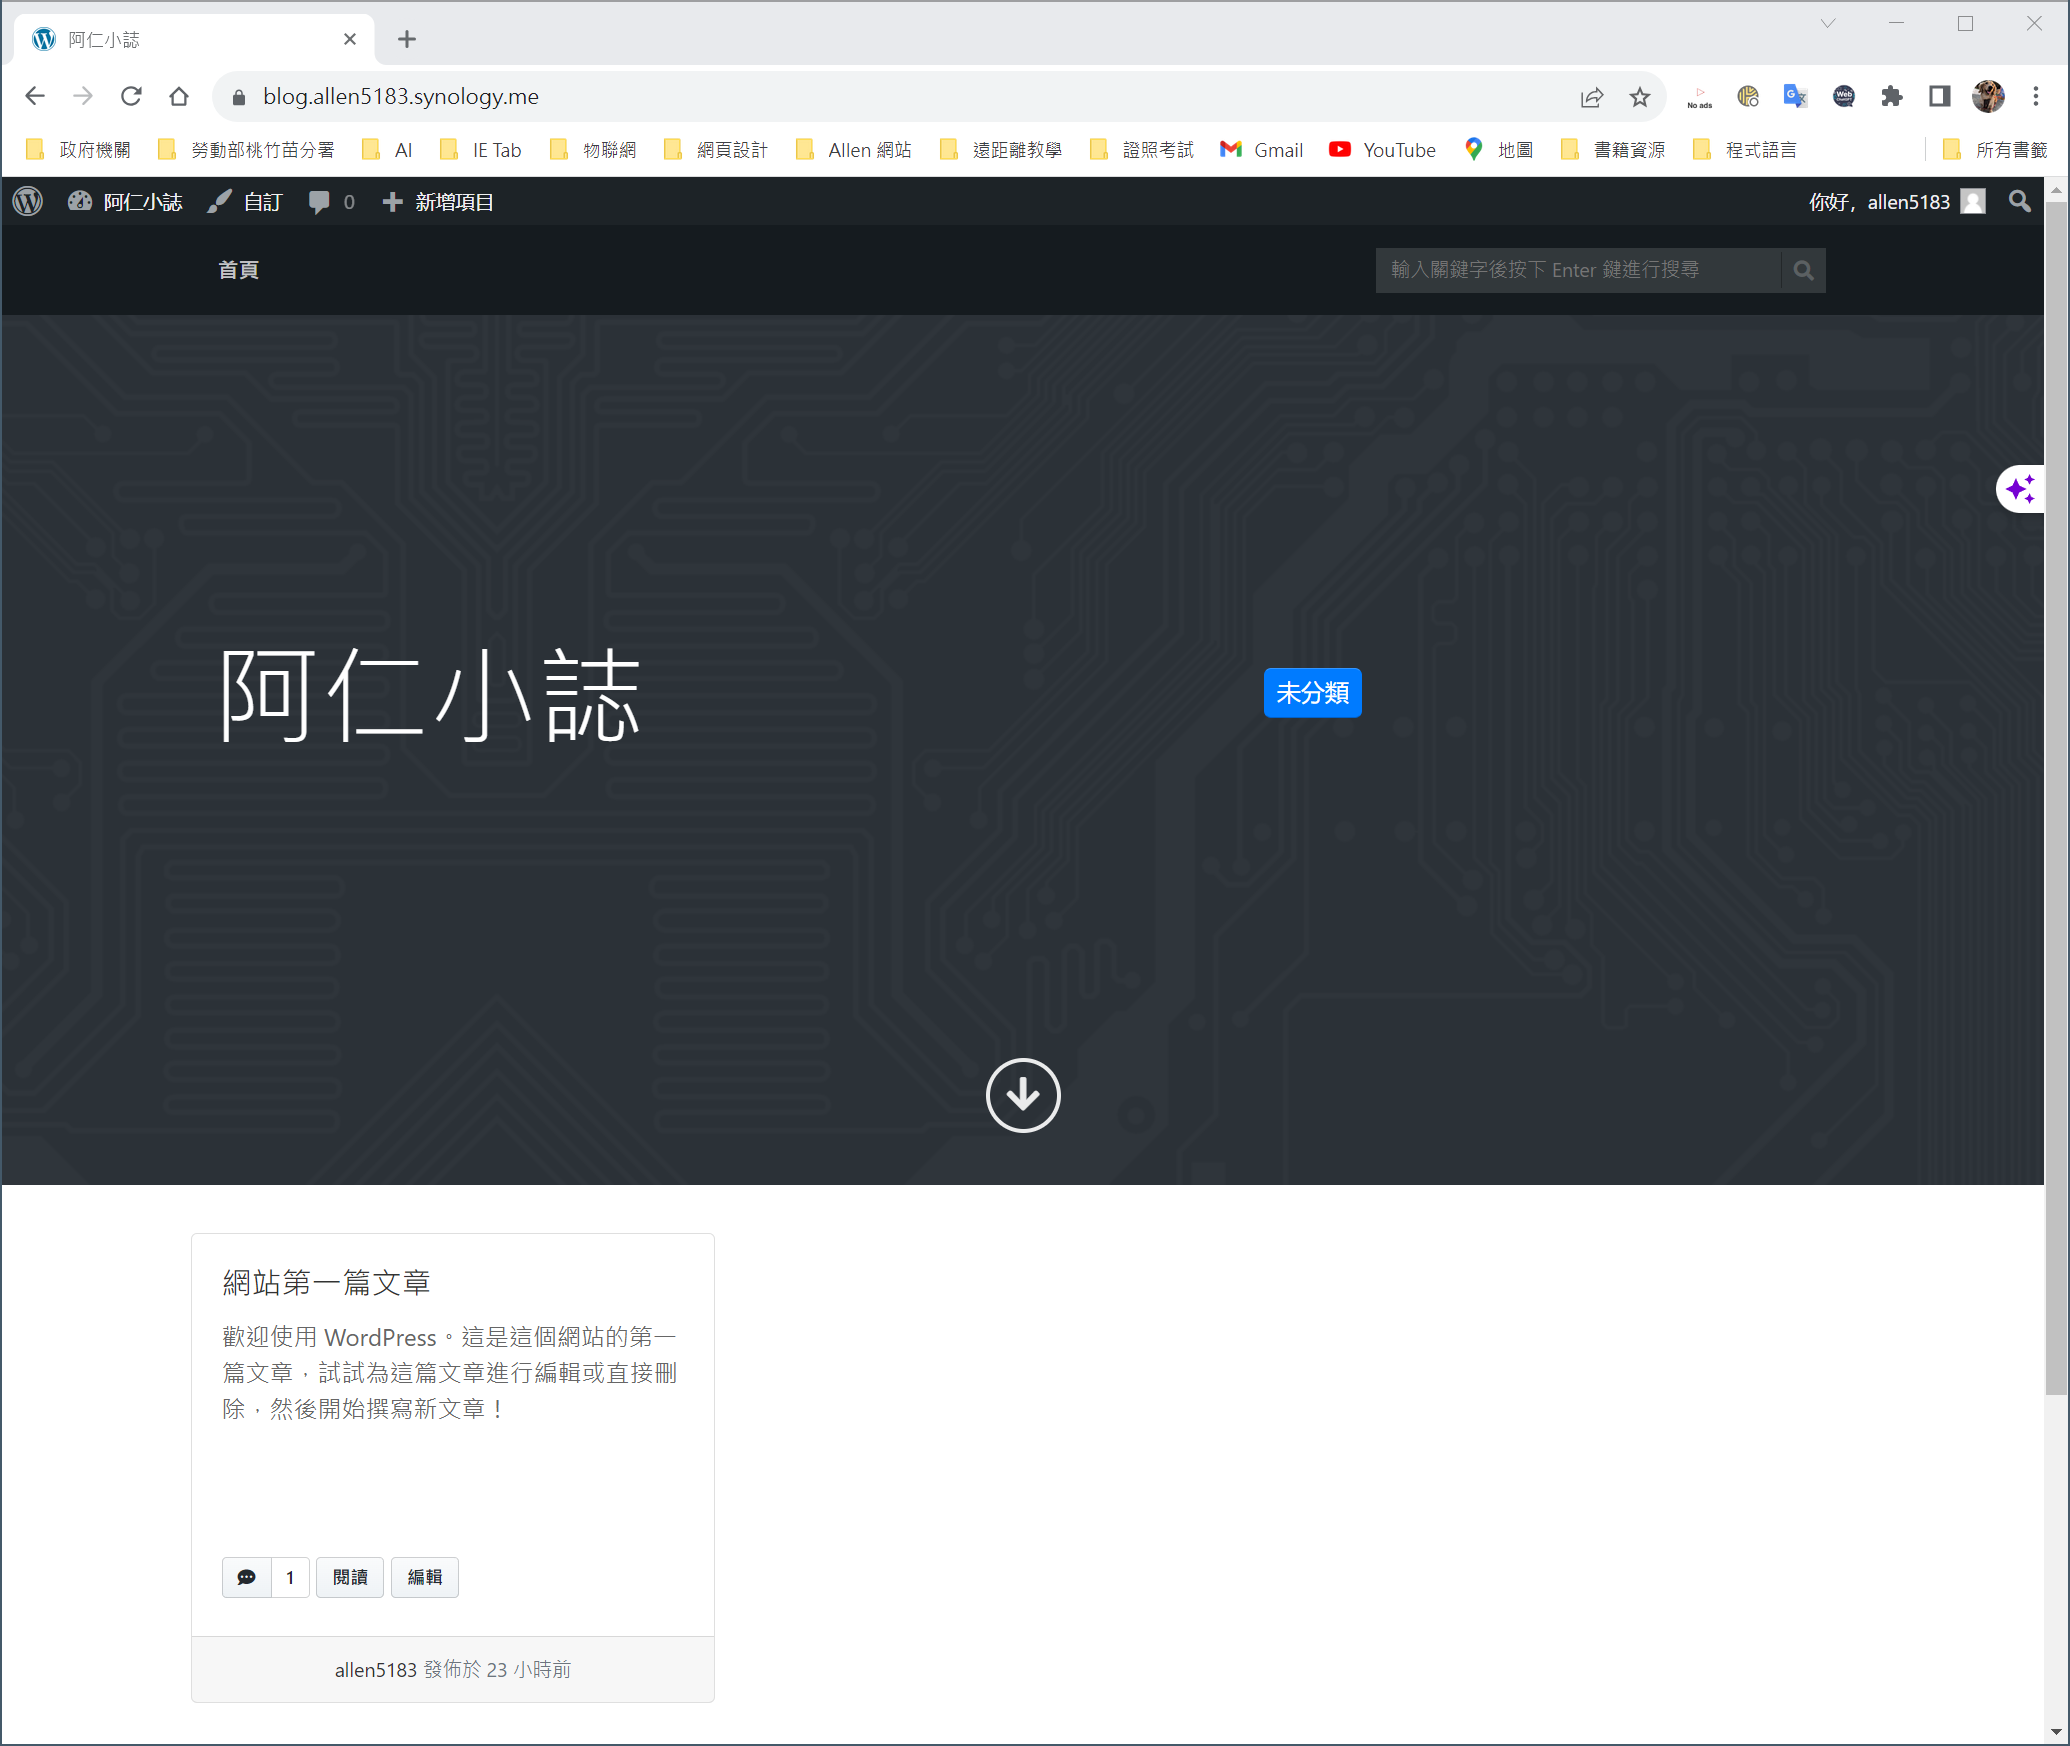 阿仁小誌
blog.allen5183.synology.me
No ads
政府機關 勞動部桃竹苗分署 AI IE Tab 物聯網 網頁設計 Allen 網站 遠距離教學 證照考試 Gmail YouTube 地圖 書籍資源 程式語言 所有書籤
阿仁小誌 自訂 0 新增項目 你好，allen5183
首頁 輸入關鍵字後按下 Enter 鍵進行搜尋
阿仁小誌
未分類
網站第一篇文章
歡迎使用 WordPress。這是這個網站的第一
篇文章，試試為這篇文章進行編輯或直接刪
除，然後開始撰寫新文章！
1 閱讀 編輯
allen5183 發佈於 23 小時前